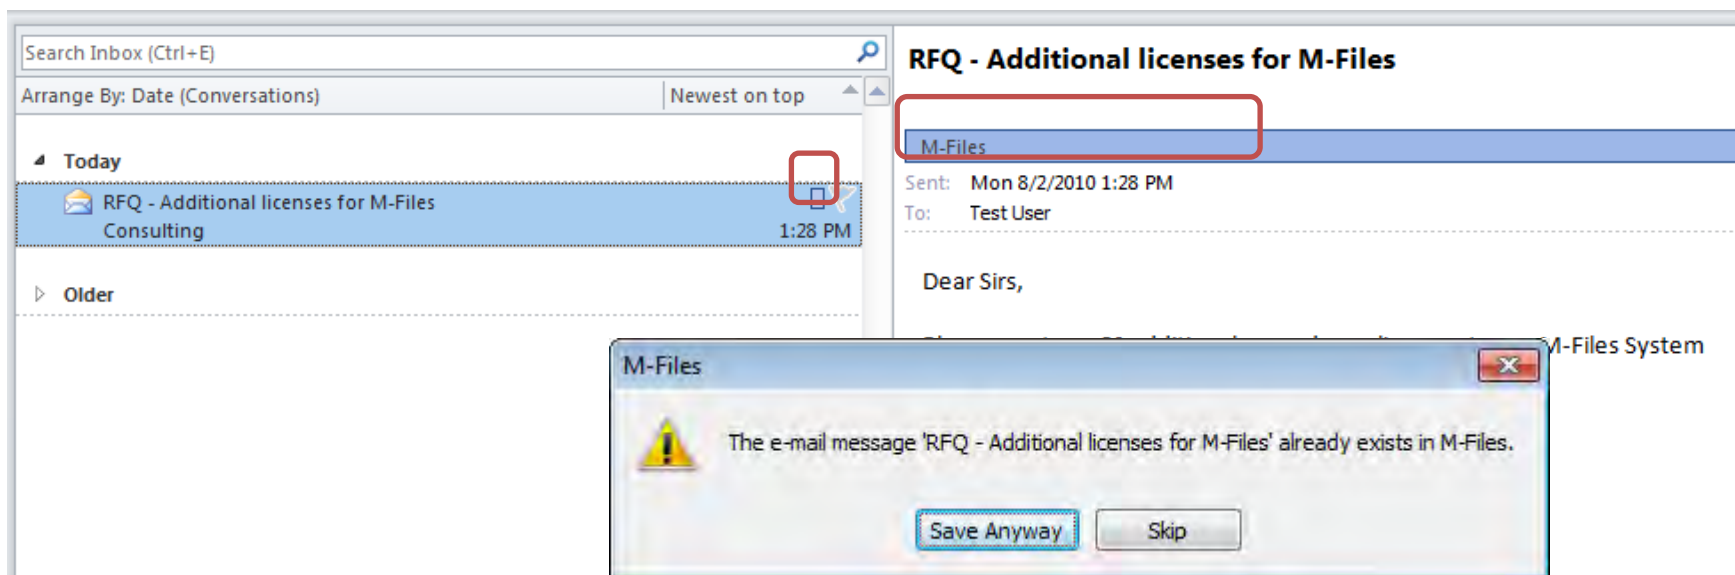 Search Inbox (Ctrl+E)
Arrange By: Date (Conversations) Newest on top
Today
RFQ - Additional licenses for M-Files
Consulting 1:28 PM
Older
RFQ - Additional licenses for M-Files
M-Files
Sent: Mon 8/2/2010 1:28 PM
To: Test User
Dear Sirs,
M-Files System
M-Files
The e-mail message 'RFQ - Additional licenses for M-Files' already exists in M-Files.
Save Anyway Skip